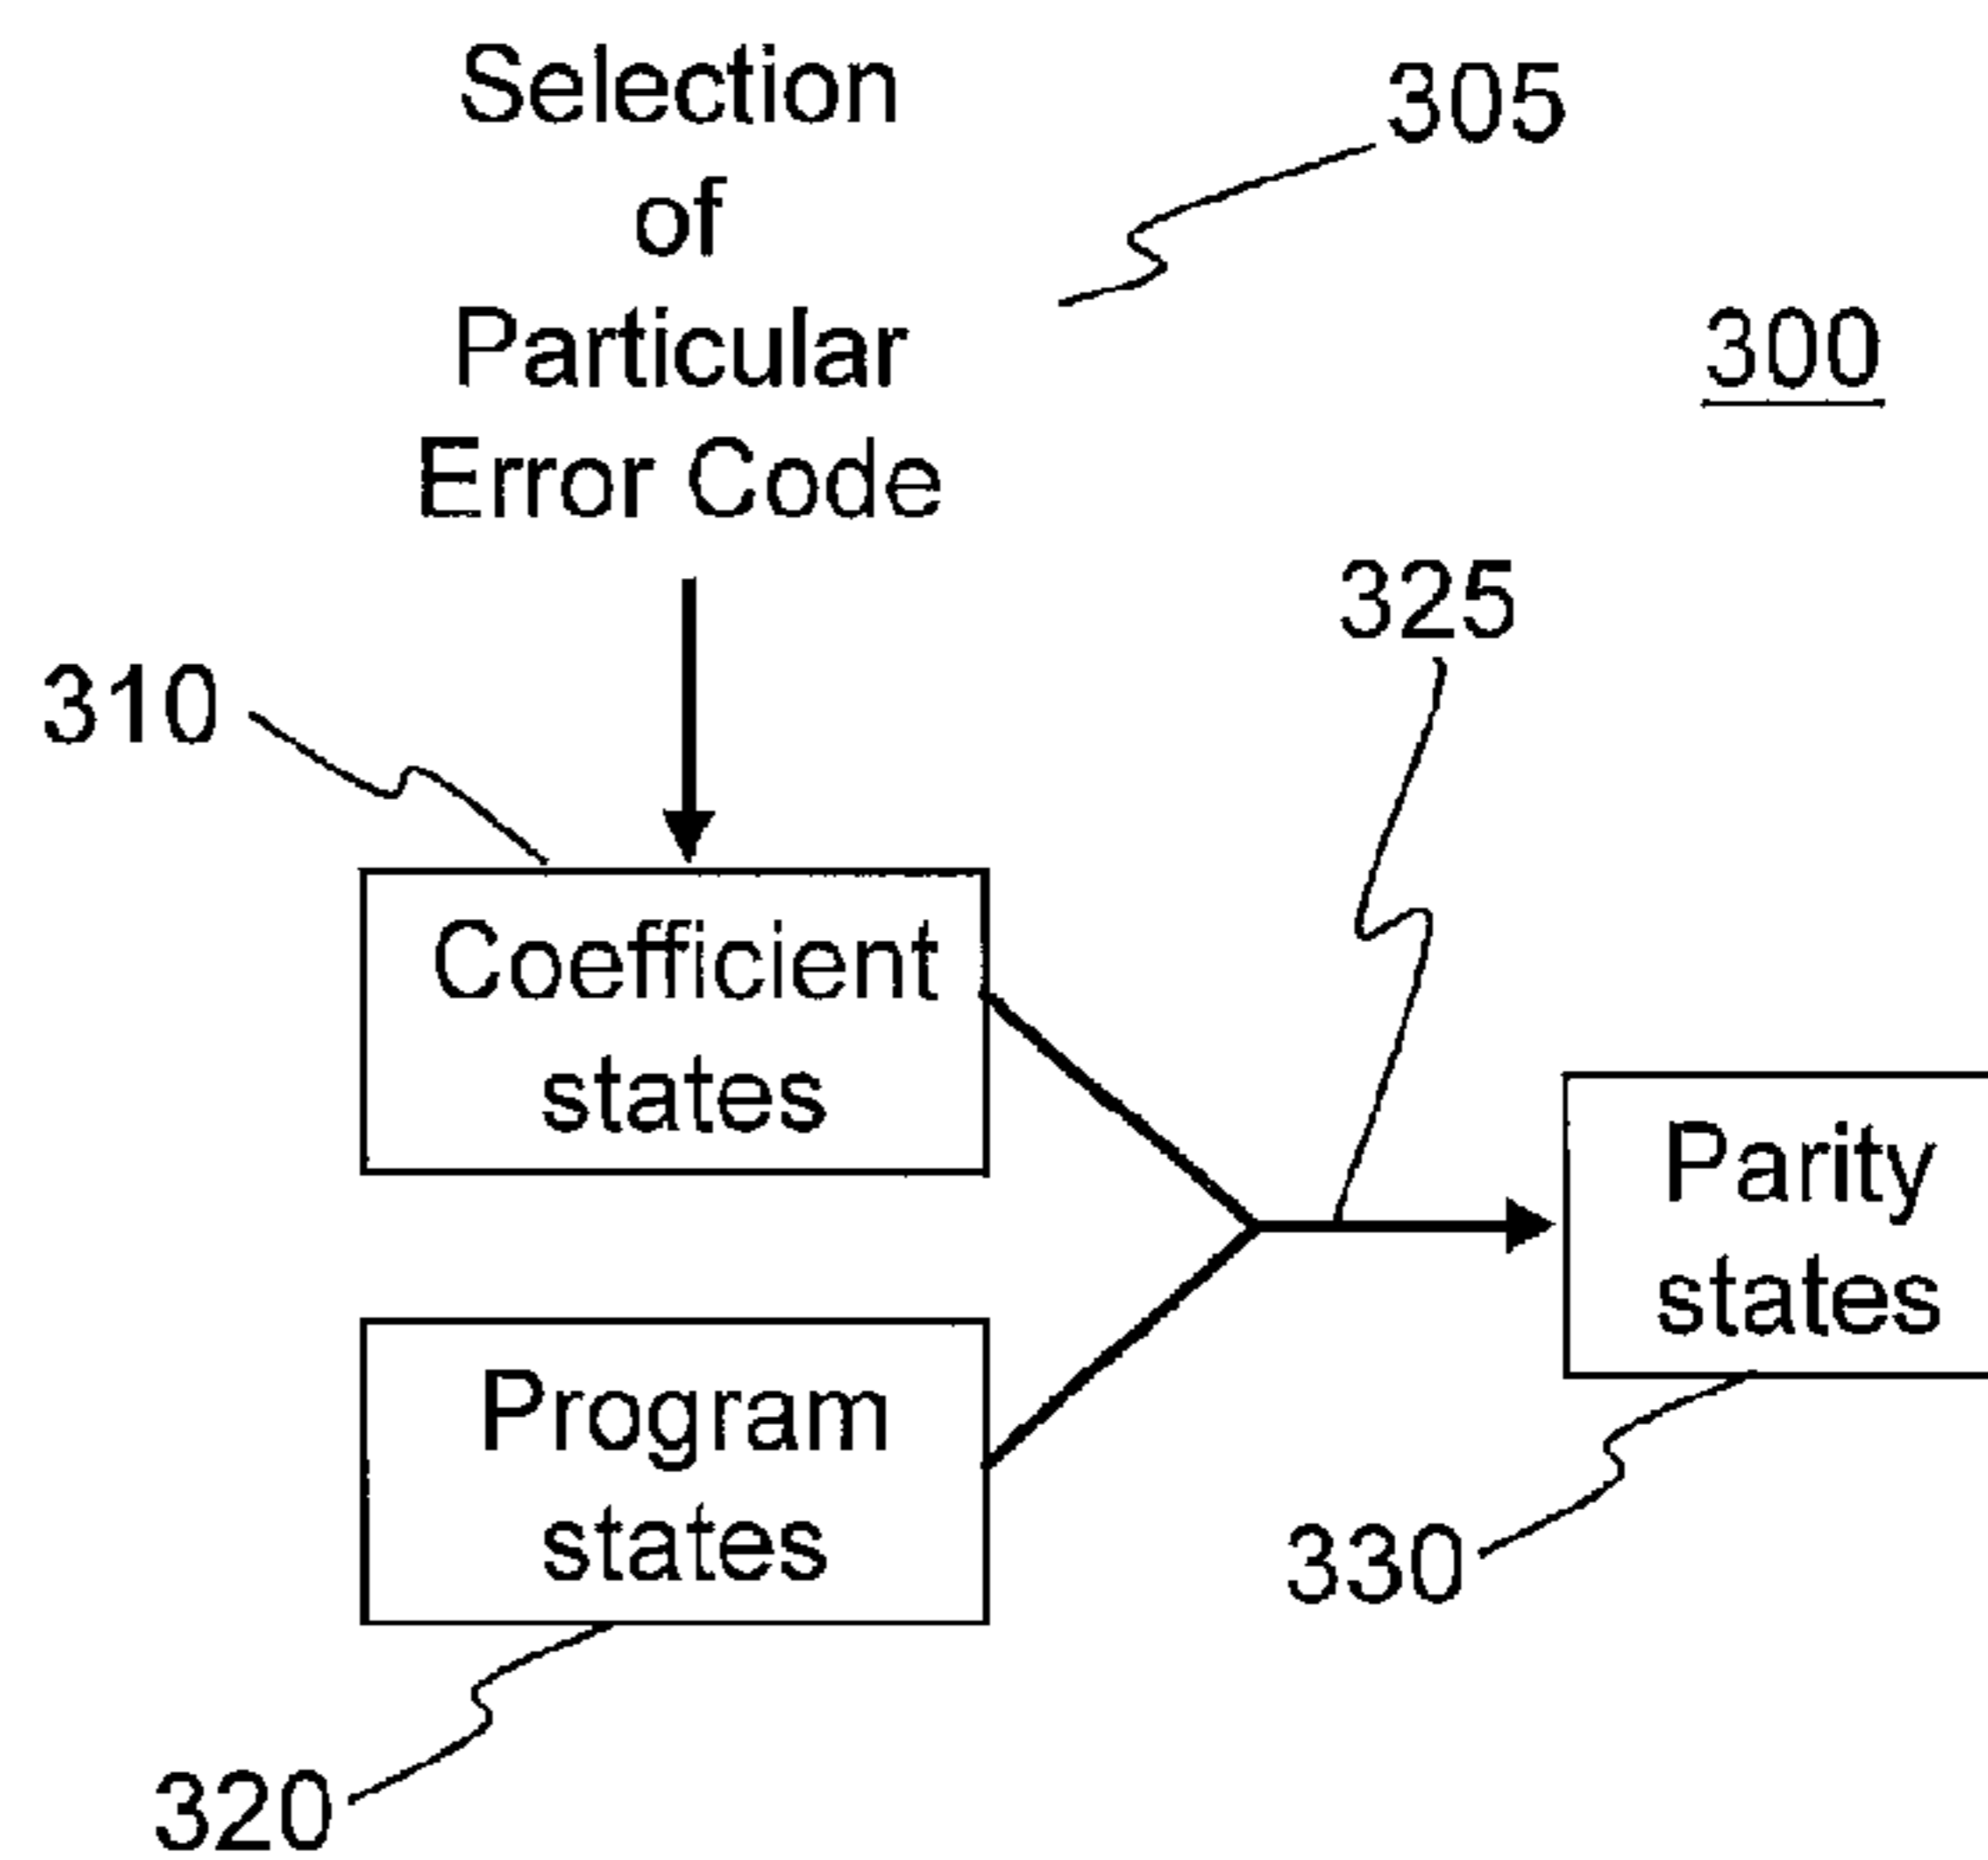 Selection
of
Particular
Error Code
305
300
325
310
Coefficient
states
Parity
states
Program
states
330
320